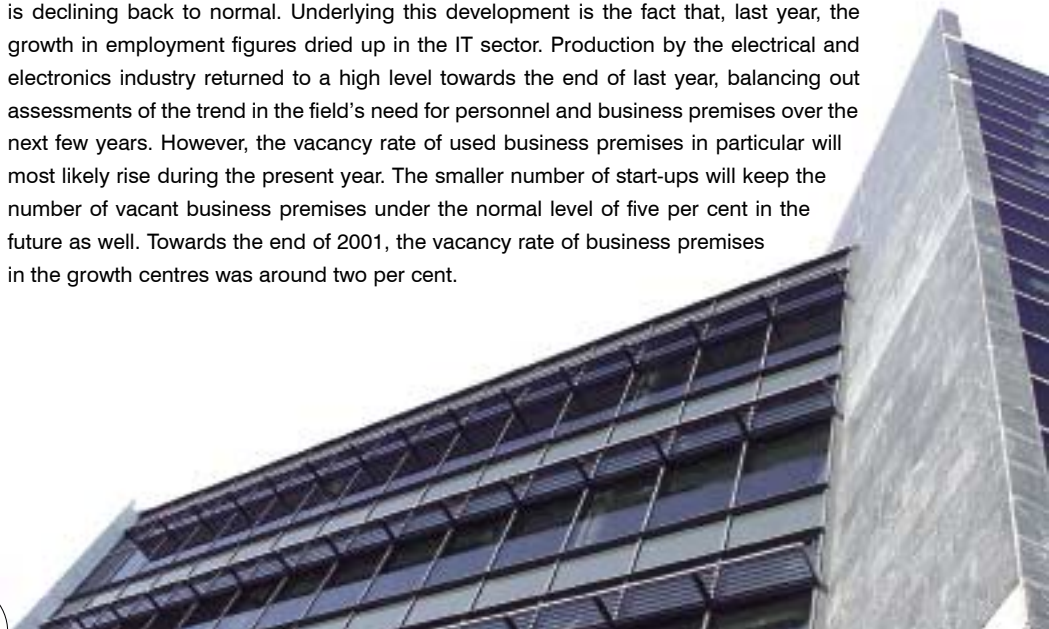 is declining back to normal. Underlying this development is the fact that, last year, the
growth in employment figures dried up in the IT sector. Production by the electrical and
electronics industry returned to a high level towards the end of last year, balancing out
assessments of the trend in the field's need for personnel and business premises over the
next few years. However, the vacancy rate of used business premises in particular will
most likely rise during the present year. The smaller number of start-ups will keep the
number of vacant business premises under the normal level of five per cent in the
future as well. Towards the end of 2001, the vacancy rate of business premises
in the growth centres was around two per cent.